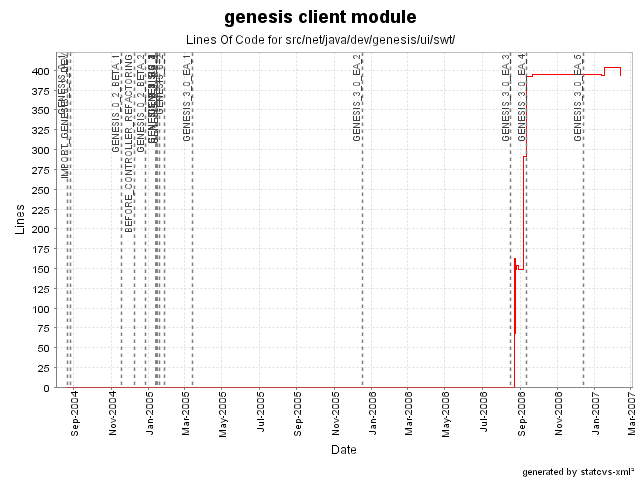 genesis client module
Lines Of Code for src/net/java/dev/genesis/ui/swt/
Lines
400
375
350
325
300
275
250
225
200
175
150
125
100
75
50
25
0
GENESIS_0_2_BETA_1
BEFORE_CONTROLLER_REFACTORING
GENESIS_0_2_BETA_2
GENESIS_3_0_EA_1
GENESIS_3_0_EA_2
GENESIS_3_0_EA_3
GENESIS_3_0_EA_4
GENESIS_3_0_EA_5
Sep-2004
Nov-2004
Jan-2005
Mar-2005
May-2005
Jul-2005
Sep-2005
Nov-2005
Jan-2006
Mar-2006
May-2006
Jul-2006
Sep-2006
Nov-2006
Jan-2007
Mar-2007
Date
generated by statcvs-xml²